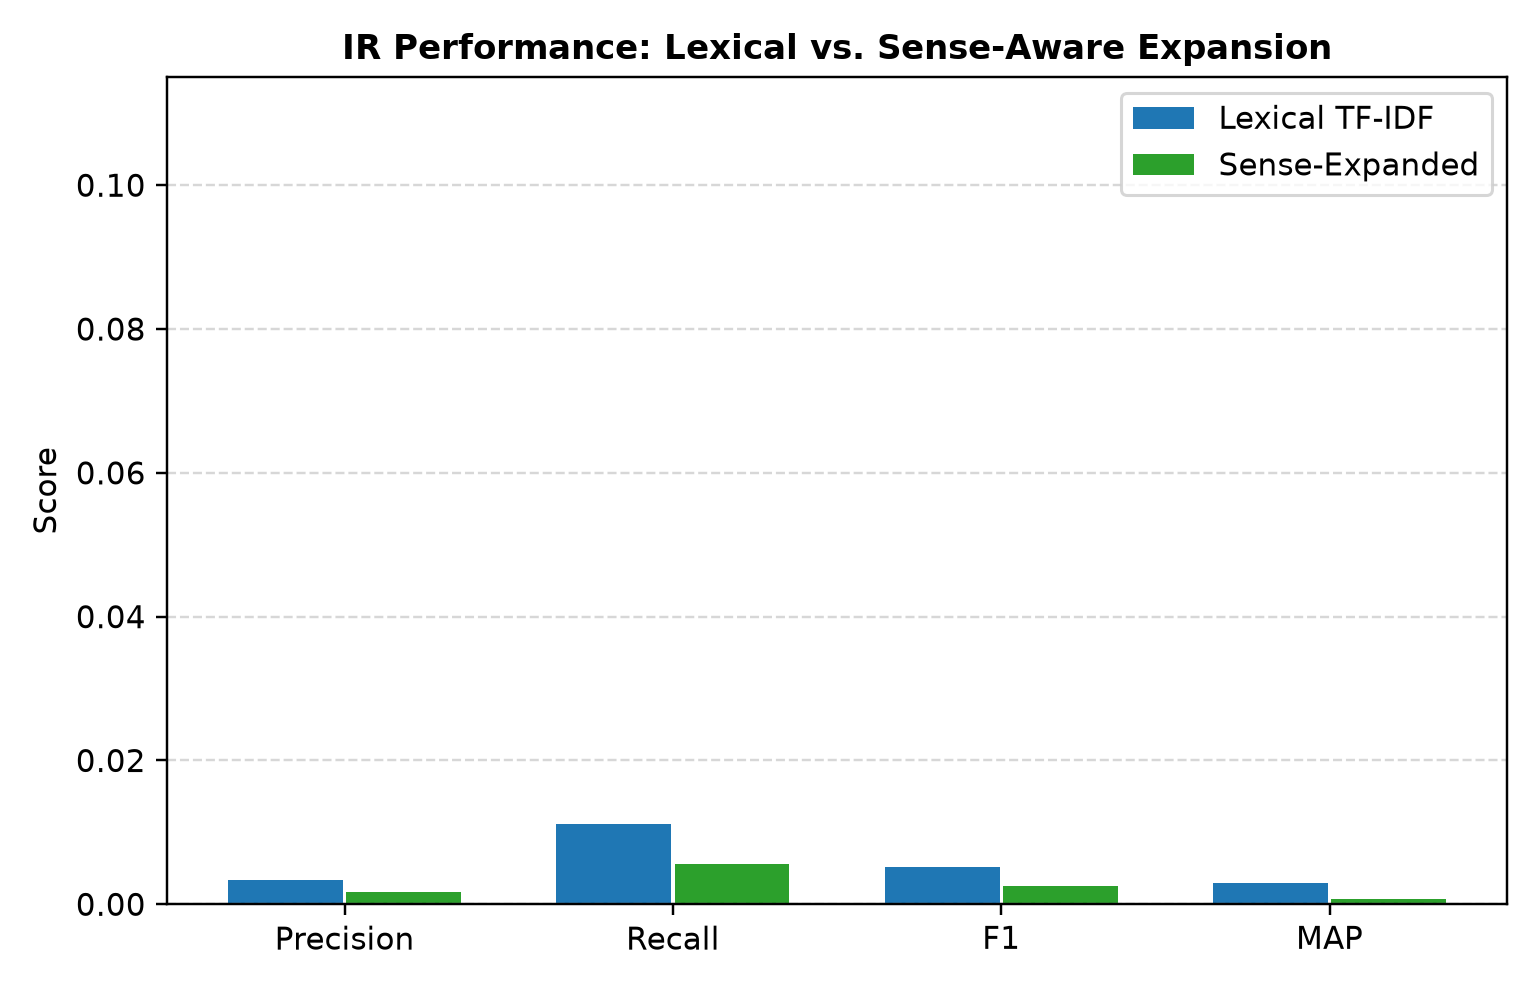 IR Performance: Lexical vs. Sense-Aware Expansion
Lexical TF-IDF
Sense-Expanded
Score
0.10
0.08
0.06
0.04
0.02
0.00
Precision
Recall
F1
MAP